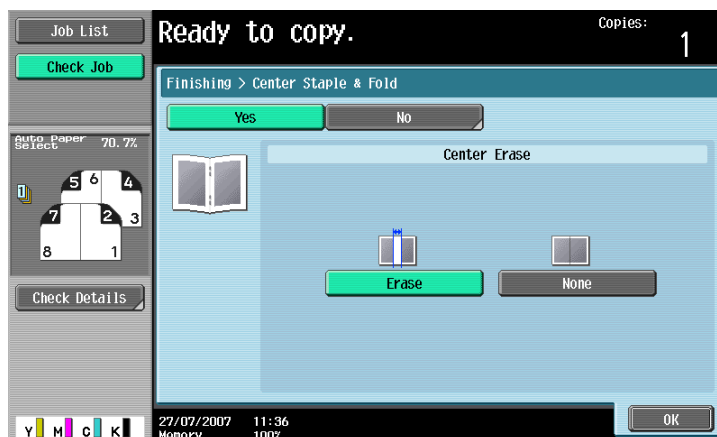 Job List
Check Job
Ready to copy.
Copies:
1
Finishing > Center Staple & Fold
Yes
No
Auto Paper
Select
70.7%
Center Erase
1
5 6 4
7 2 3
8 1
Erase
None
Check Details
OK
27/07/2007 11:36
Memory 100%
Y M C K